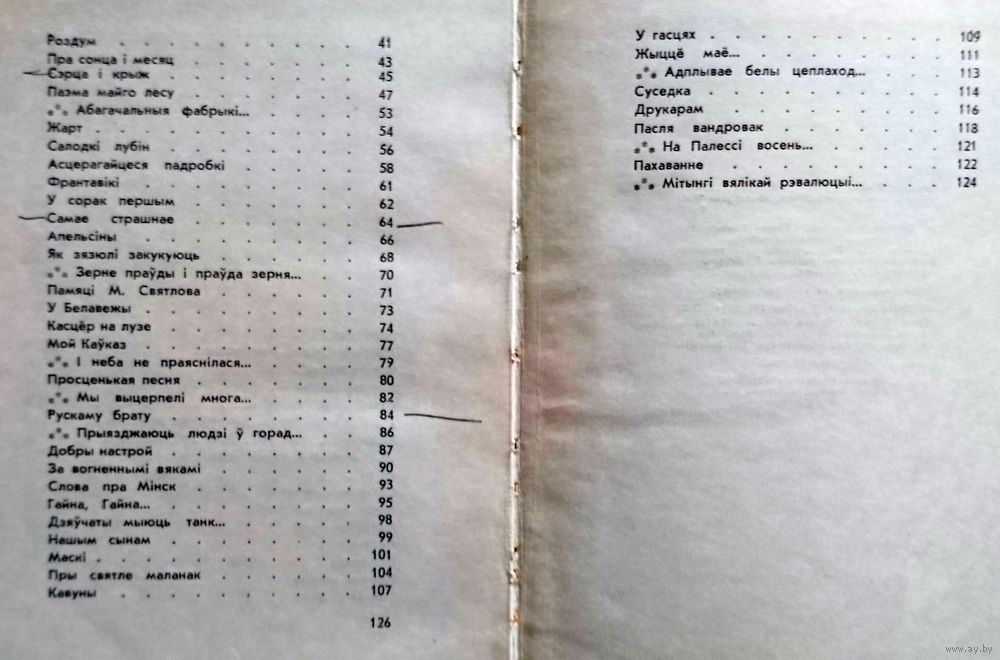 Роздум . . . . . . . . . . 41
Пра сонца і месяц . . . . . . . 43
Сэрца і крыж . . . . . . . . 45
Паэма майго лесу . . . . . . . 47
*** Абагачальныя фабрыкі... . . . . 53
Жарт . . . . . . . . . . . 54
Салодкі лубін . . . . . . . . 56
Асцерагайцеся падробкі . . . . . 58
Франтавікі . . . . . . . . . 61
У сорак першым . . . . . . . 62
Самае страшнае . . . . . . . 64
Апельсіны . . . . . . . . . 66
Як зязюлі закукуюць . . . . . . 68
*** Зерне праўды і праўда зерня... . . 70
Памяці М. Святлова . . . . . . 71
У Белавежы . . . . . . . . 73
Касцёр на лузе . . . . . . . . 74
Мой Каўказ . . . . . . . . . 77
*** І неба не праяснілася... . . . . 79
Просценькая песня . . . . . . . 80
*** Мы выцерпелі многа... . . . . 82
Рускаму брату . . . . . . . . 84
*** Прыязджаюць людзі ў горад... . . 86
Добры настрой . . . . . . . . 87
За вогненнымі вякамі . . . . . . 90
Слова пра Мінск . . . . . . . 93
Гайна, Гайна... . . . . . . . . 95
Дзяўчаты мыюць танк... . . . . . 98
Нашым сынам . . . . . . . . 99
Маскі . . . . . . . . . . . 101
Пры святле маланак . . . . . . 104
Кавуны . . . . . . . . . . 107
126
У гасцях . . . . . . . . . . 109
Жыццё маё... . . . . . . . . 111
*** Адплывае белы цеплаход... . . . 113
Суседка . . . . . . . . . . 114
Друкарам . . . . . . . . . 116
Пасля вандровак . . . . . . . 118
*** На Палессі восень... . . . . . 121
Пахаванне . . . . . . . . . 122
*** Мітынгі вялікай рэвалюцыі... . . . 124
www.ay.by